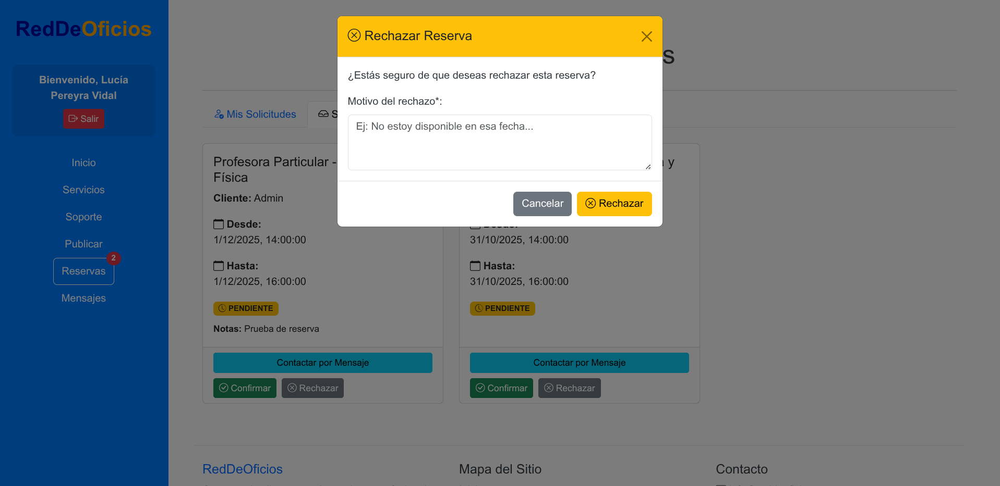 RedDeOficios
Bienvenido, Lucía
Pereyra Vidal
Salir
Inicio
Servicios
Soporte
Publicar
2
Reservas
Mensajes
Rechazar Reserva
¿Estás seguro de que deseas rechazar esta reserva?
Motivo del rechazo*:
Ej: No estoy disponible en esa fecha...
Cancelar
Rechazar
Mis Solicitudes
Profesora Particular -
Física
Cliente: Admin
Desde:
1/12/2025, 14:00:00
Hasta:
1/12/2025, 16:00:00
PENDIENTE
Notas: Prueba de reserva
Contactar por Mensaje
Confirmar
Rechazar
y
Desde:
31/10/2025, 14:00:00
Hasta:
31/10/2025, 16:00:00
PENDIENTE
Contactar por Mensaje
Confirmar
Rechazar
RedDeOficios
Mapa del Sitio
Contacto